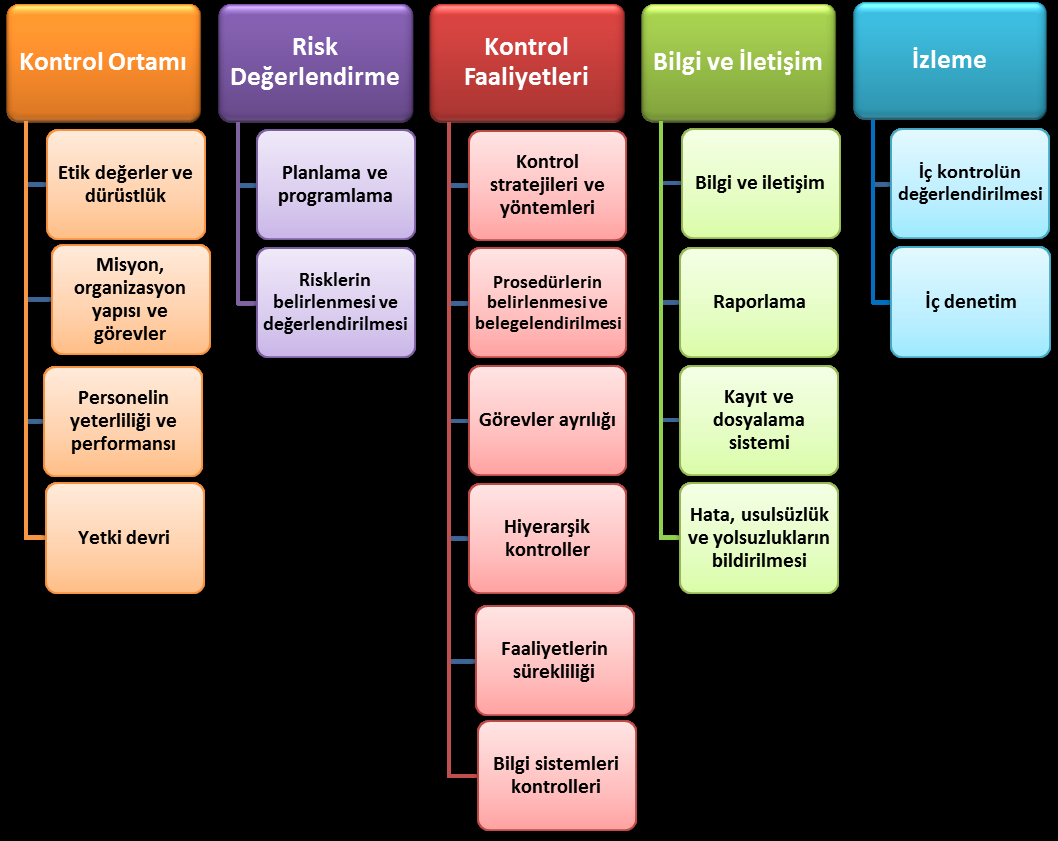 Kontrol Ortamı
Etik değerler ve
dürüstlük
Misyon,
organizasyon
yapısı ve
görevler
Personelin
yeterliliği ve
performansı
Yetki devri
Risk
Değerlendirme
Planlama ve
programlama
Risklerin
belirlenmesi ve
değerlendirilmesi
Kontrol
Faaliyetleri
Kontrol
stratejileri ve
yöntemleri
Prosedürlerin
belirlenmesi ve
belegelendirilmesi
Görevler ayrılığı
Hiyerarşik
kontroller
Faaliyetlerin
sürekliliği
Bilgi sistemleri
kontrolleri
Bilgi ve İletişim
Bilgi ve iletişim
Raporlama
Kayıt ve
dosyalama
sistemi
Hata, usulsüzlük
ve yolsuzlukların
bildirilmesi
İzleme
İç kontrolün
değerlendirilmesi
İç denetim